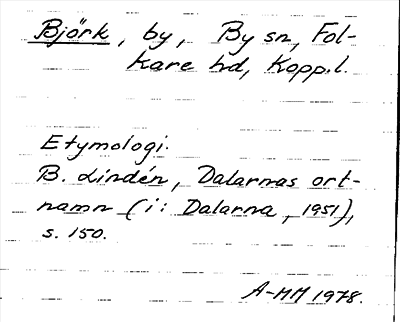 Björk, by, By sn, Fol-
kare hd, Kopp.l.
Etymologi.
B. Lindén, Dalarnas ort-
namn (i: Dalarna, 1951),
s. 150.
A-MM 1978.